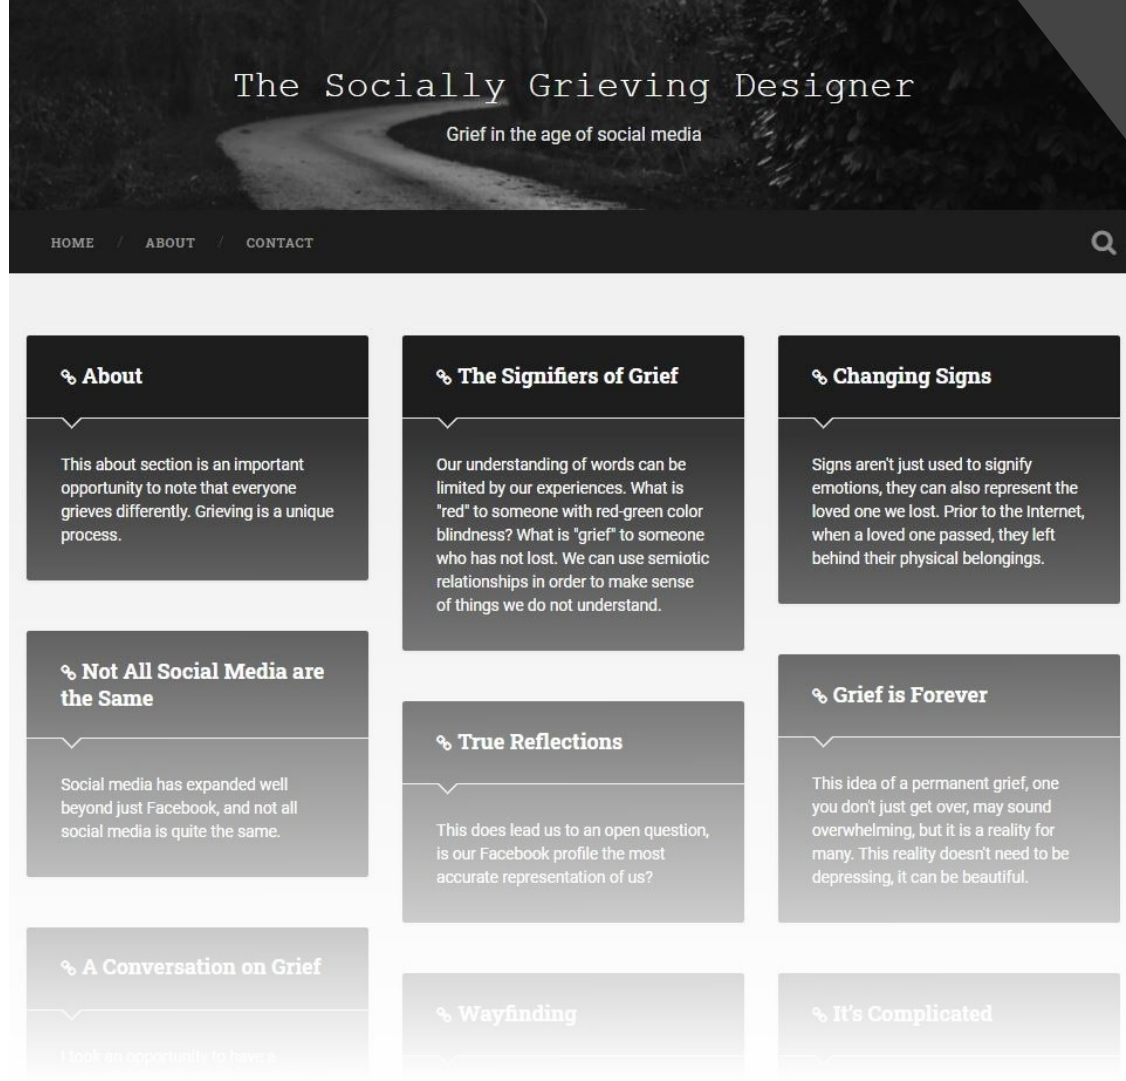 The Socially Grieving Designer
Grief in the age of social media
HOME / ABOUT / CONTACT
About
This about section is an important
opportunity to note that everyone
grieves differently. Grieving is a unique
process.
Not All Social Media are
the Same
Social media has expanded well
beyond just Facebook, and not all
social media is quite the same.
A Conversation on Grief
I took an opportunity to have a
The Signifiers of Grief
Our understanding of words can be
limited by our experiences. What is
"red" to someone with red-green color
blindness? What is "grief" to someone
who has not lost. We can use semiotic
relationships in order to make sense
of things we do not understand.
True Reflections
This does lead us to an open question,
is our Facebook profile the most
accurate representation of us?
Wayfinding
Changing Signs
Signs aren't just used to signify
emotions, they can also represent the
loved one we lost. Prior to the Internet,
when a loved one passed, they left
behind their physical belongings.
Grief is Forever
This idea of a permanent grief, one
you don't just get over, may sound
overwhelming, but it is a reality for
many. This reality doesn't need to be
depressing, it can be beautiful.
It's Complicated